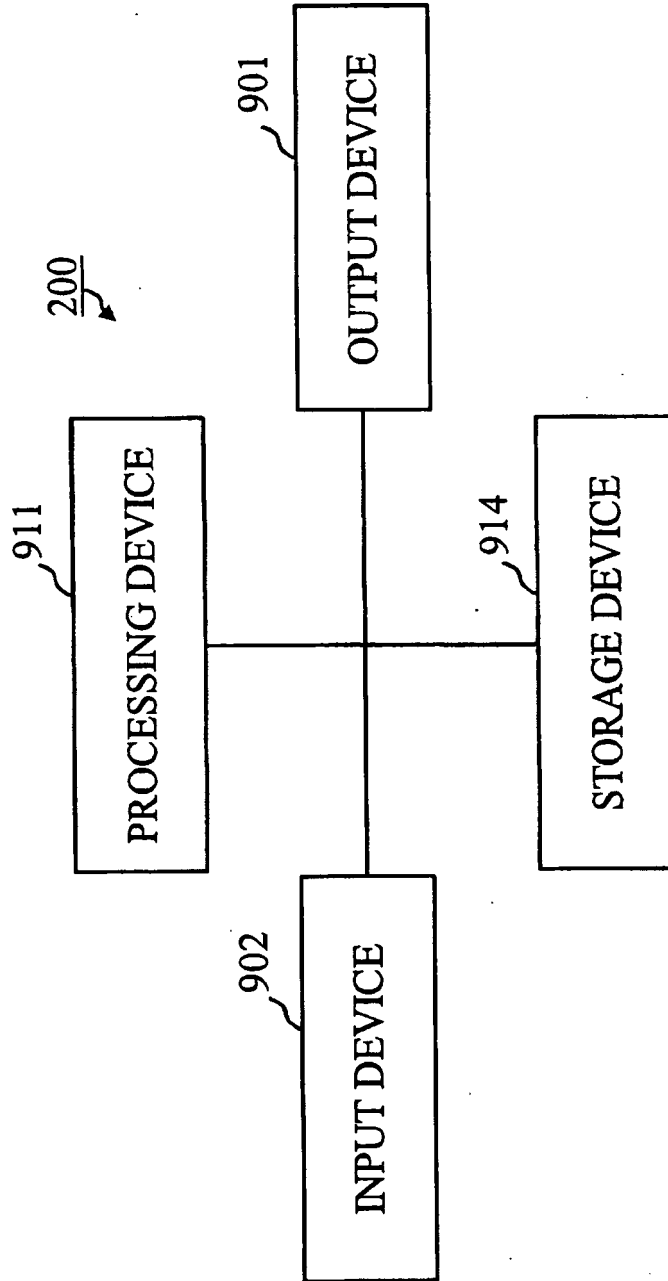 200
911
PROCESSING DEVICE
902
INPUT DEVICE
901
OUTPUT DEVICE
914
STORAGE DEVICE